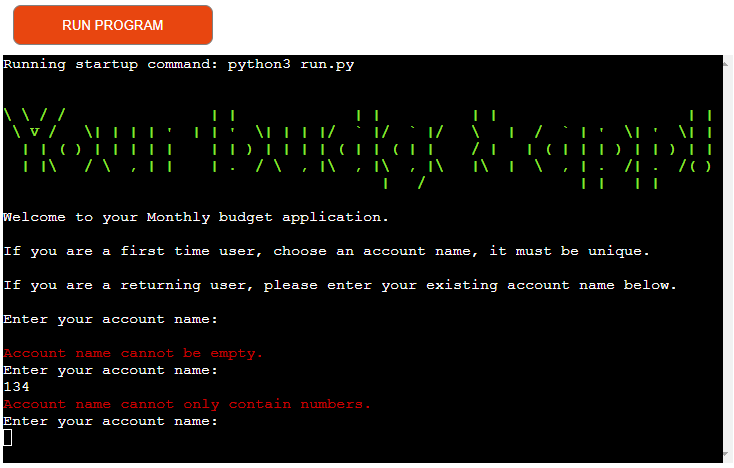 RUN PROGRAM
Running startup command: python3 run.py
Your budget app!
Welcome to your Monthly budget application.
If you are a first time user, choose an account name, it must be unique.
If you are a returning user, please enter your existing account name below.
Enter your account name:
Account name cannot be empty.
Enter your account name:
134
Account name cannot only contain numbers.
Enter your account name: